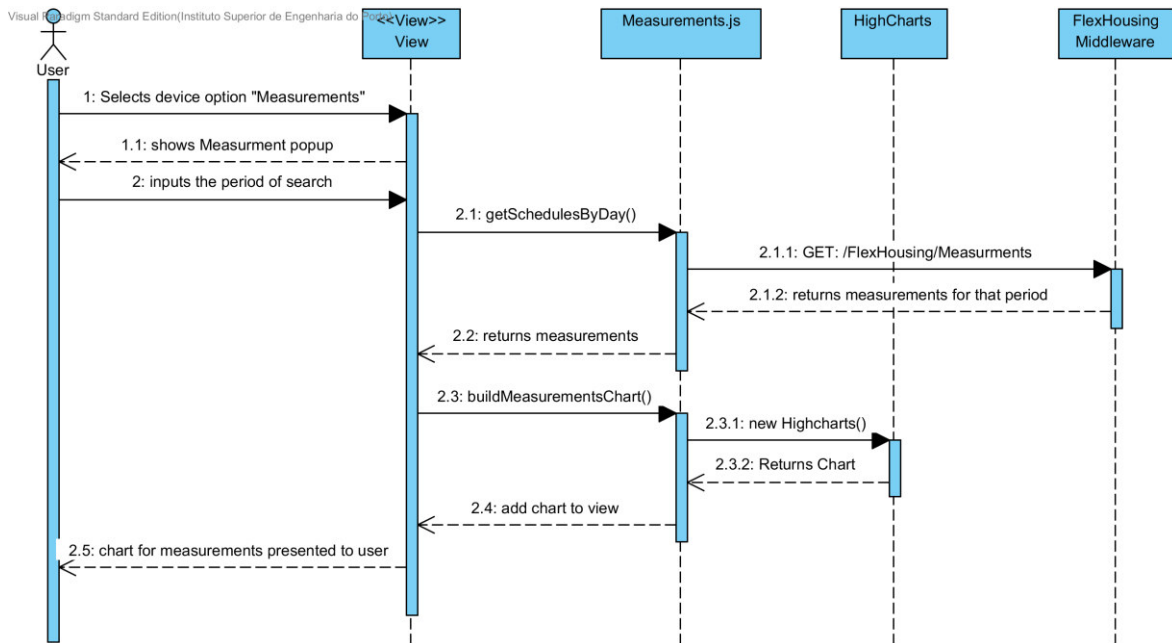 Visual Paradigm Standard Edition(Instituto Superior de Engenharia do Porto)
<<View>>
View
Measurements.js
HighCharts
FlexHousing
Middleware
User
1: Selects device option "Measurements"
1.1: shows Measurment popup
2: inputs the period of search
2.1: getSchedulesByDay()
2.1.1: GET: /FlexHousing/Measurments
2.1.2: returns measurements for that period
2.2: returns measurements
2.3: buildMeasurementsChart()
2.3.1: new Highcharts()
2.3.2: Returns Chart
2.4: add chart to view
2.5: chart for measurements presented to user